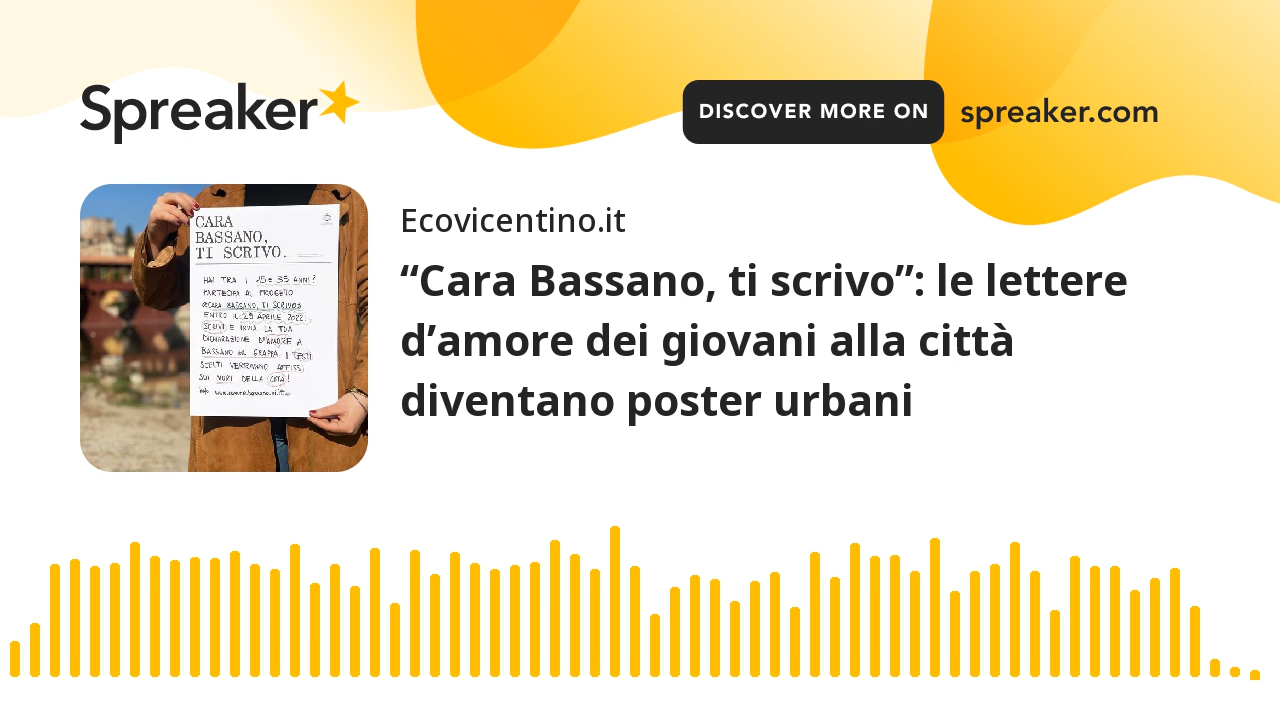 Spreaker
DISCOVER MORE ON
spreaker.com
Ecovicentino.it
“Cara Bassano, ti scrivo”: le lettere
d’amore dei giovani alla città
diventano poster urbani
CARA
BASSANO,
TI SCRIVO.
HAI TRA I 15 E 35 ANNI?
PARTECIPA AL PROGETO
«CARA BASSANO, TI SCRIVO»
ENTRO IL 29 APRILE 2022.
SCRIVI E INVIA LA TUA
DICHIARAZIONE D'AMORE A
BASSANO DEL GRAPPA I TESTI
SCELTI VERRANNO AFFISSI
SUI MURI DELLA CITTÀ!